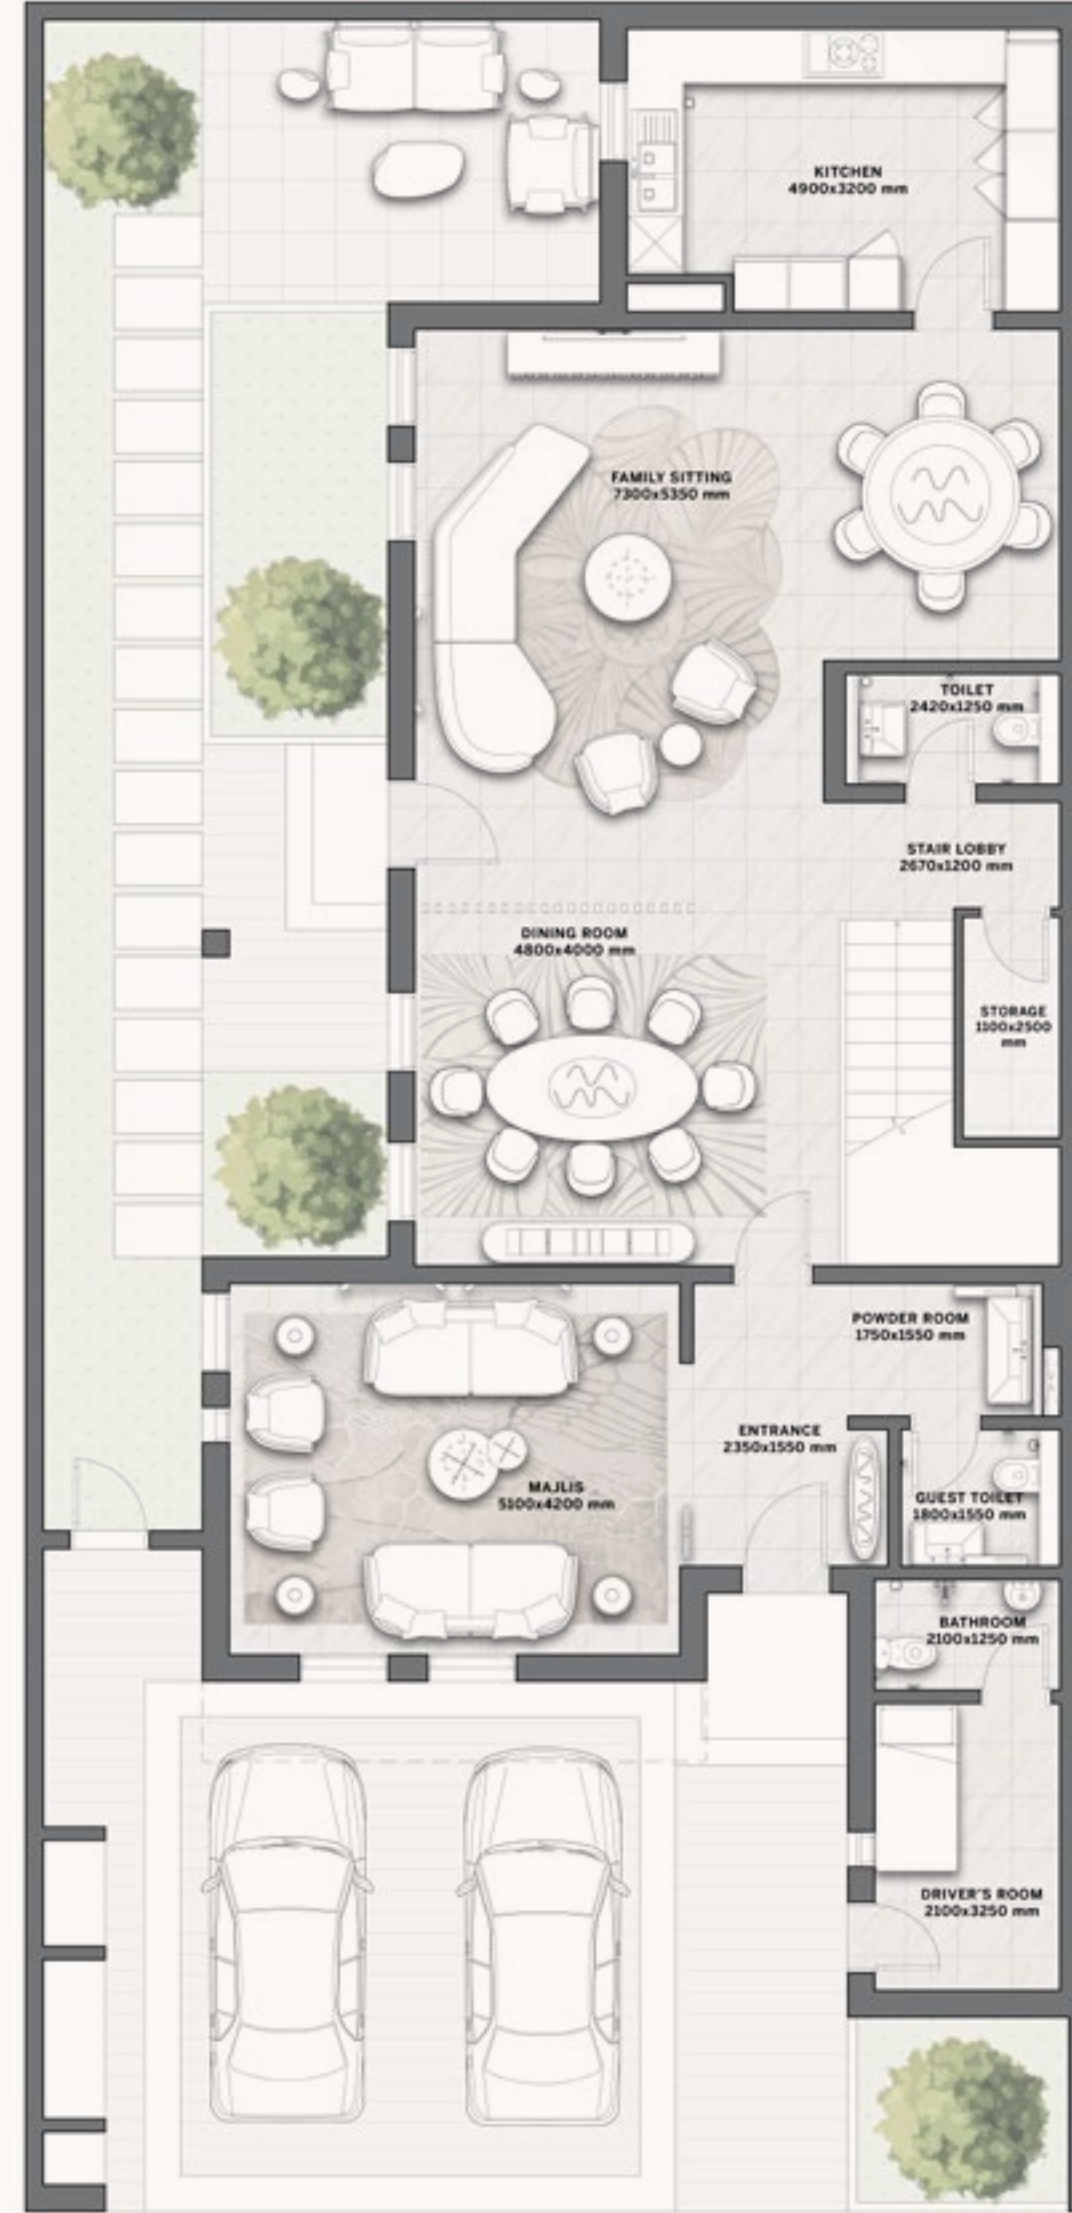 KITCHEN
4900x3200 mm
FAMILY SITTING
7300x5350 mm
TOILET
2420x1250 mm
STAIR LOBBY
2670x1200 mm
DINING ROOM
4800x4000 mm
STORAGE
1100x2500
mm
POWDER ROOM
1750x1550 mm
ENTRANCE
2350x1550 mm
MAJLIS
5100x4200 mm
GUEST TOILET
1800x1550 mm
BATHROOM
2100x1250 mm
DRIVER'S ROOM
2100x3250 mm